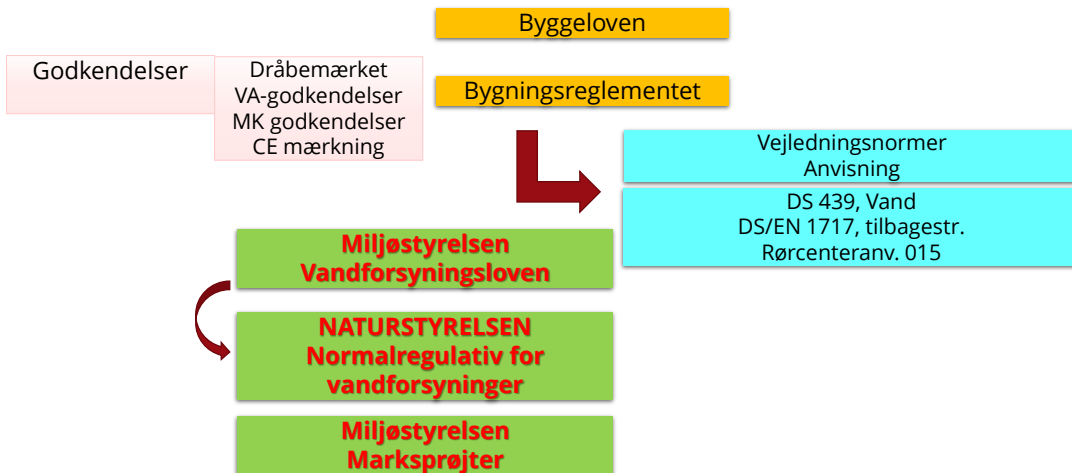 Byggeloven
Godkendelser
Dråbemærket
VA-godkendelser
MK godkendelser
CE mærkning
Bygningsreglementet
Vejledningsnormer
Anvisning
DS 439, Vand
DS/EN 1717, tilbagestr.
Rørcenteranv. 015
Miljøstyrelsen
Vandforsyningsloven
NATURSTYRELSEN
Normalregulativ for
vandforsyninger
Miljøstyrelsen
Marksprøjter